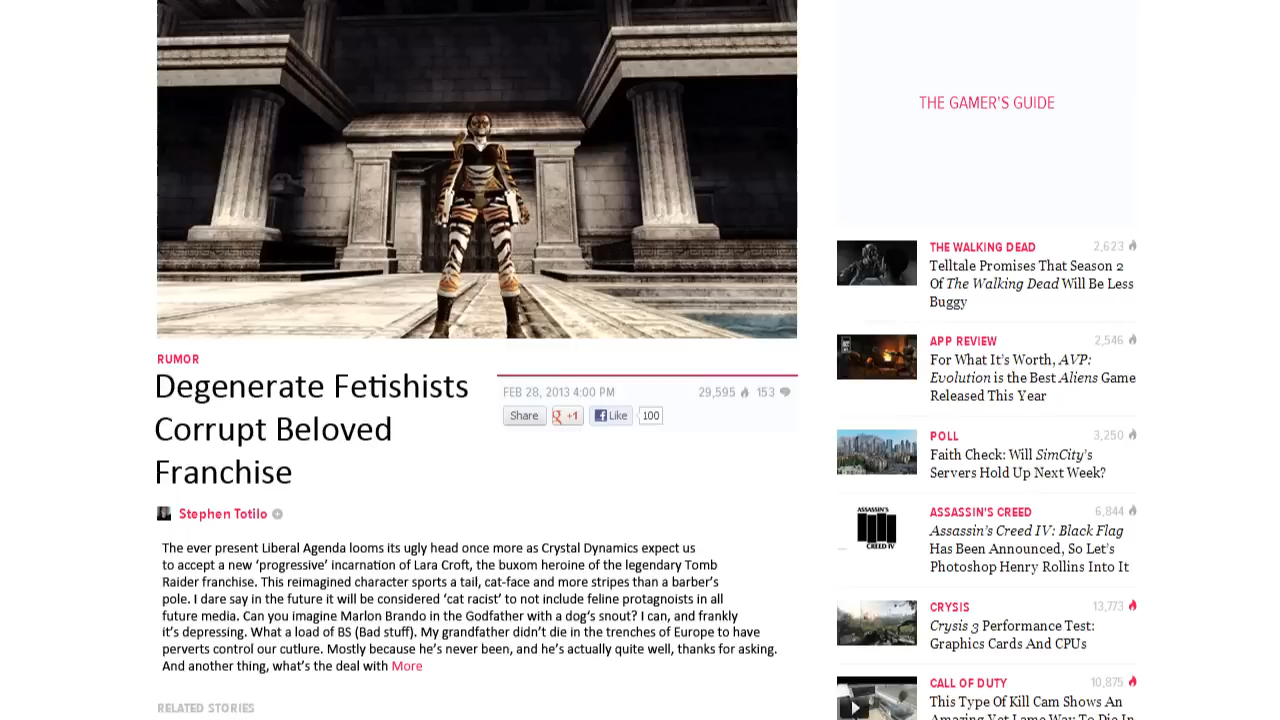 THE GAMER'S GUIDE
RUMOR
Degenerate Fetishists
Corrupt Beloved
Franchise
FEB 28, 2013 4:00 PM 29,595 153
Share +1 Like 100
Stephen Totilo
The ever present Liberal Agenda looms its ugly head once more as Crystal Dynamics expect us
to accept a new ‘progressive’ incarnation of Lara Croft, the buxom heroine of the legendary Tomb
Raider franchise. This reimagined character sports a tail, cat-face and more stripes than a barber’s
pole. I dare say in the future it will be considered ‘cat racist’ to not include feline protagnoists in all
future media. Can you imagine Marlon Brando in the Godfather with a dog’s snout? I can, and frankly
it’s depressing. What a load of BS (Bad stuff). My grandfather didn’t die in the trenches of Europe to have
perverts control our cutlure. Mostly because he’s never been, and he’s actually quite well, thanks for asking.
And another thing, what’s the deal with More
RELATED STORIES
THE WALKING DEAD 2,623
Telltale Promises That Season 2
Of The Walking Dead Will Be Less
Buggy
APP REVIEW 2,546
For What It’s Worth, AVP:
Evolution is the Best Aliens Game
Released This Year
POLL 3,250
Faith Check: Will SimCity’s
Servers Hold Up Next Week?
ASSASSIN'S
CREED IV
ASSASSIN’S CREED 6,844
Assassin’s Creed IV: Black Flag
Has Been Announced, So Let’s
Photoshop Henry Rollins Into It
CRYSIS 13,773
Crysis 3 Performance Test:
Graphics Cards And CPUs
CALL OF DUTY 10,875
This Type Of Kill Cam Shows An
Amazing Yet Lame Way To Die In